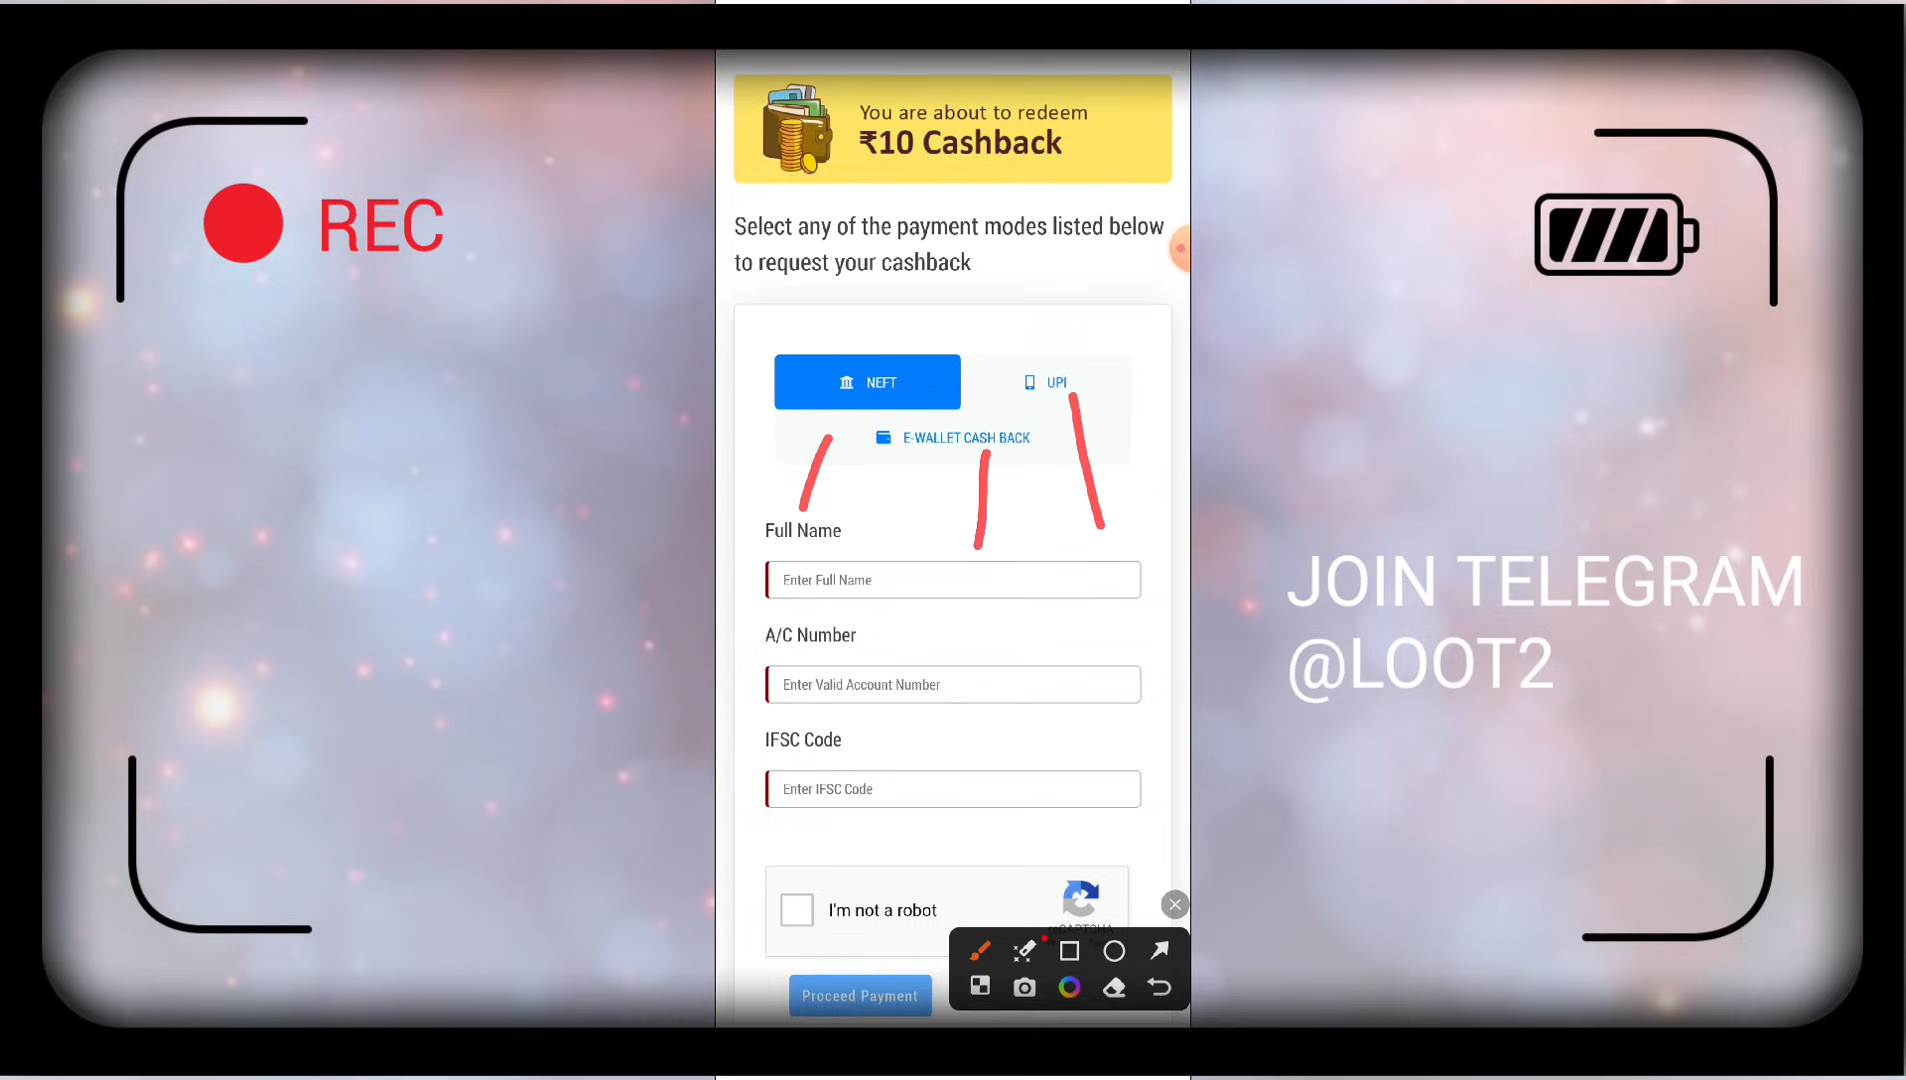 REC
You are about to redeem
₹10 Cashback
Select any of the payment modes listed below
to request your cashback
NEFT
UPI
E-WALLET CASH BACK
Full Name
Enter Full Name
A/C Number
Enter Valid Account Number
IFSC Code
Enter IFSC Code
I'm not a robot
reCAPTCHA
Proceed Payment
JOIN TELEGRAM
@LOOT2